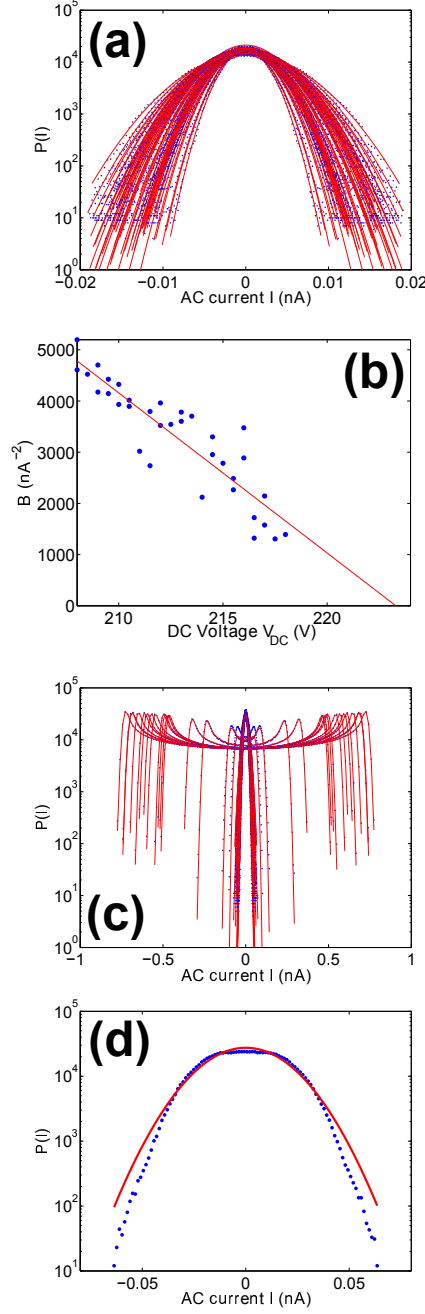 (a)
10^5
10^4
10^3
10^2
10^1
10^0
P(I)
−0.02 −0.01 0 0.01 0.02
AC current I (nA)
(b)
5000
4000
3000
2000
1000
0
B (nA^−2)
210 215 220
DC Voltage V_DC (V)
(c)
10^5
10^4
10^3
10^2
10^1
10^0
P(I)
−1 −0.5 0 0.5 1
AC current I (nA)
(d)
10^5
10^4
10^3
10^2
10^1
P(I)
−0.05 0 0.05
AC current I (nA)